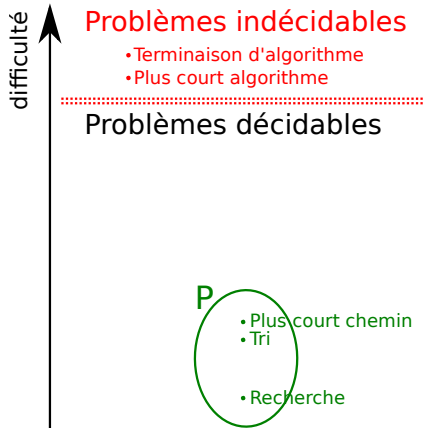 difficulté
Problèmes indécidables
•Terminaison d'algorithme
•Plus court algorithme
Problèmes décidables
P
•Plus court chemin
•Tri
•Recherche